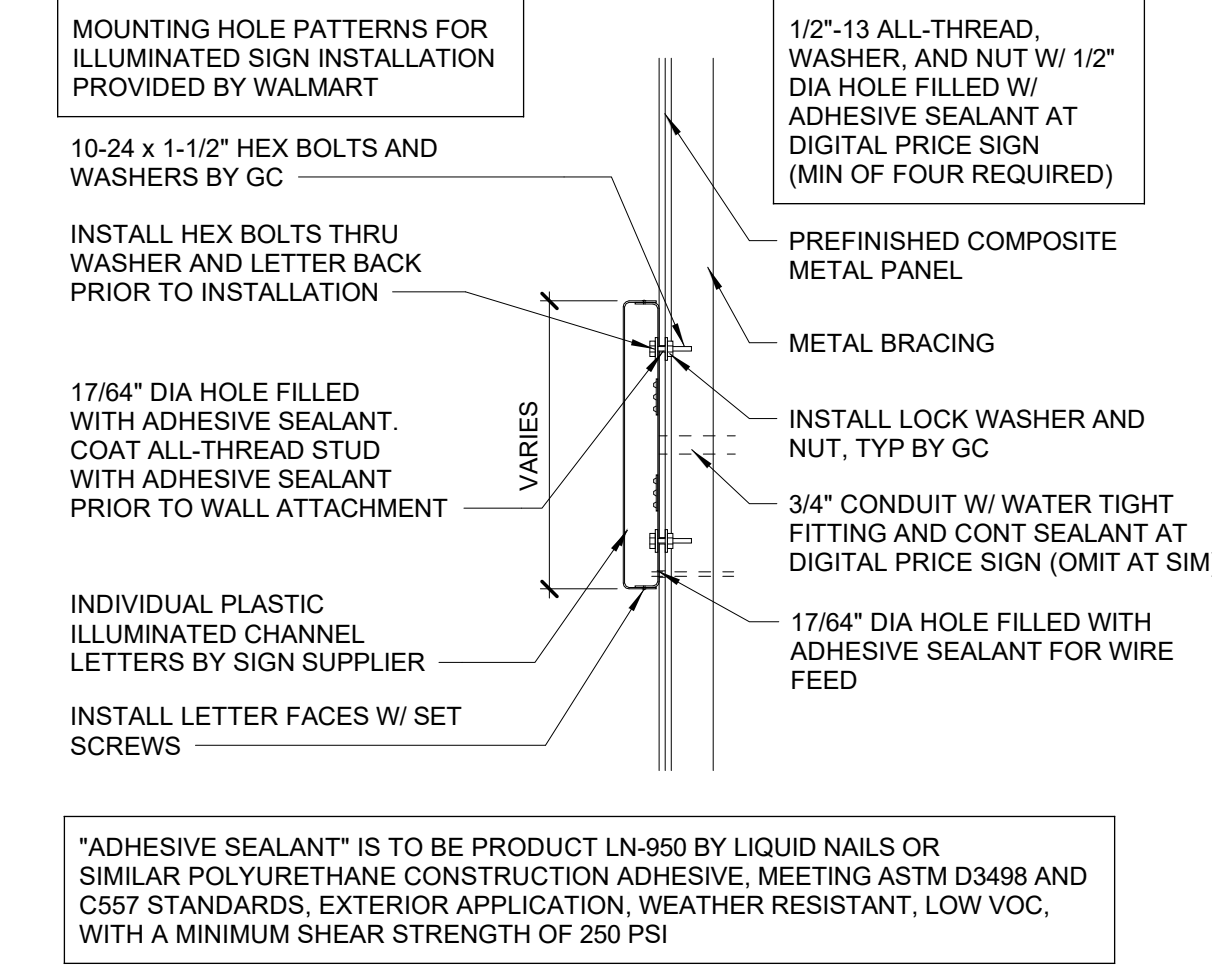 MOUNTING HOLE PATTERNS FOR
ILLUMINATED SIGN INSTALLATION
PROVIDED BY WALMART
10-24 x 1-1/2" HEX BOLTS AND
WASHERS BY GC
INSTALL HEX BOLTS THRU
WASHER AND LETTER BACK
PRIOR TO INSTALLATION
17/64" DIA HOLE FILLED
WITH ADHESIVE SEALANT.
COAT ALL-THREAD STUD
WITH ADHESIVE SEALANT
PRIOR TO WALL ATTACHMENT
INDIVIDUAL PLASTIC
ILLUMINATED CHANNEL
LETTERS BY SIGN SUPPLIER
INSTALL LETTER FACES W/ SET
SCREWS
VARIES
1/2"-13 ALL-THREAD,
WASHER, AND NUT W/ 1/2"
DIA HOLE FILLED W/
ADHESIVE SEALANT AT
DIGITAL PRICE SIGN
(MIN OF FOUR REQUIRED)
PREFINISHED COMPOSITE
METAL PANEL
METAL BRACING
INSTALL LOCK WASHER AND
NUT, TYP BY GC
3/4" CONDUIT W/ WATER TIGHT
FITTING AND CONT SEALANT AT
DIGITAL PRICE SIGN (OMIT AT SIM)
17/64" DIA HOLE FILLED WITH
ADHESIVE SEALANT FOR WIRE
FEED
"ADHESIVE SEALANT" IS TO BE PRODUCT LN-950 BY LIQUID NAILS OR
SIMILAR POLYURETHANE CONSTRUCTION ADHESIVE, MEETING ASTM D3498 AND
C557 STANDARDS, EXTERIOR APPLICATION, WEATHER RESISTANT, LOW VOC,
WITH A MINIMUM SHEAR STRENGTH OF 250 PSI